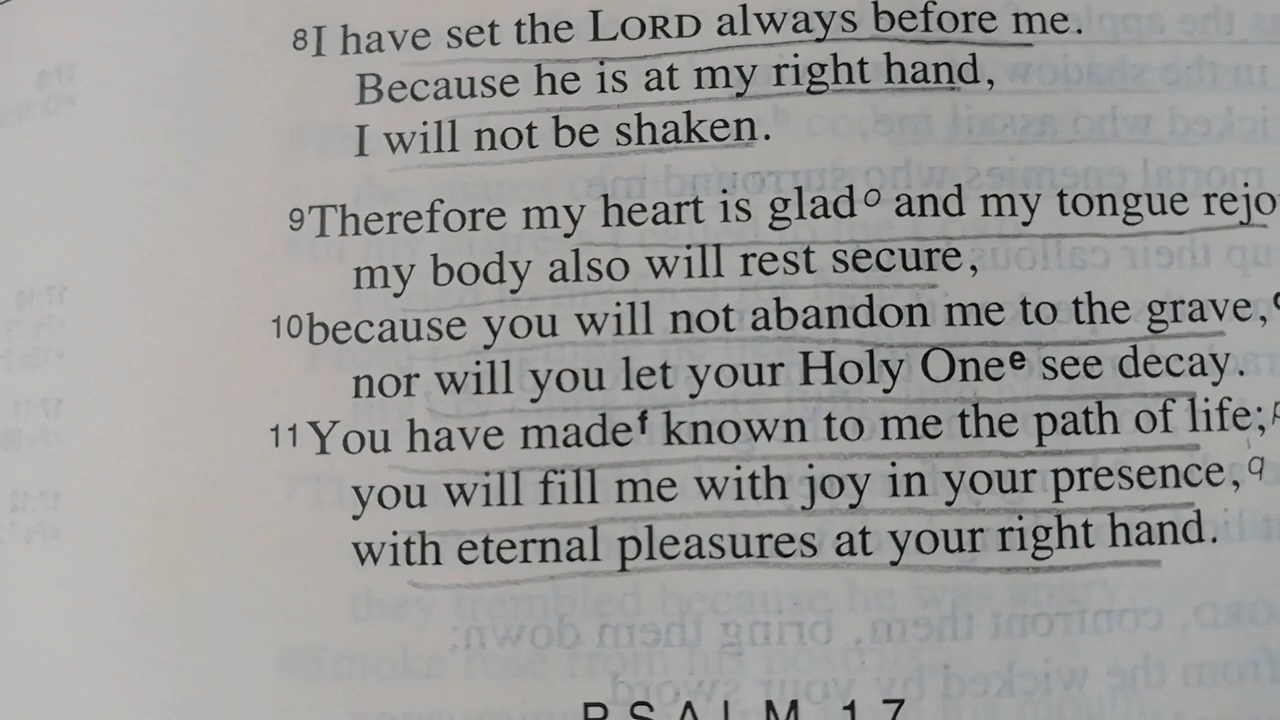 8I have set the LORD always before me.
Because he is at my right hand,
I will not be shaken.
9Therefore my heart is glad o and my tongue rejo
my body also will rest secure,
10because you will not abandon me to the grave,
nor will you let your Holy One e see decay.
11You have made f known to me the path of life;
you will fill me with joy in your presence, q
with eternal pleasures at your right hand.
PSALM 17